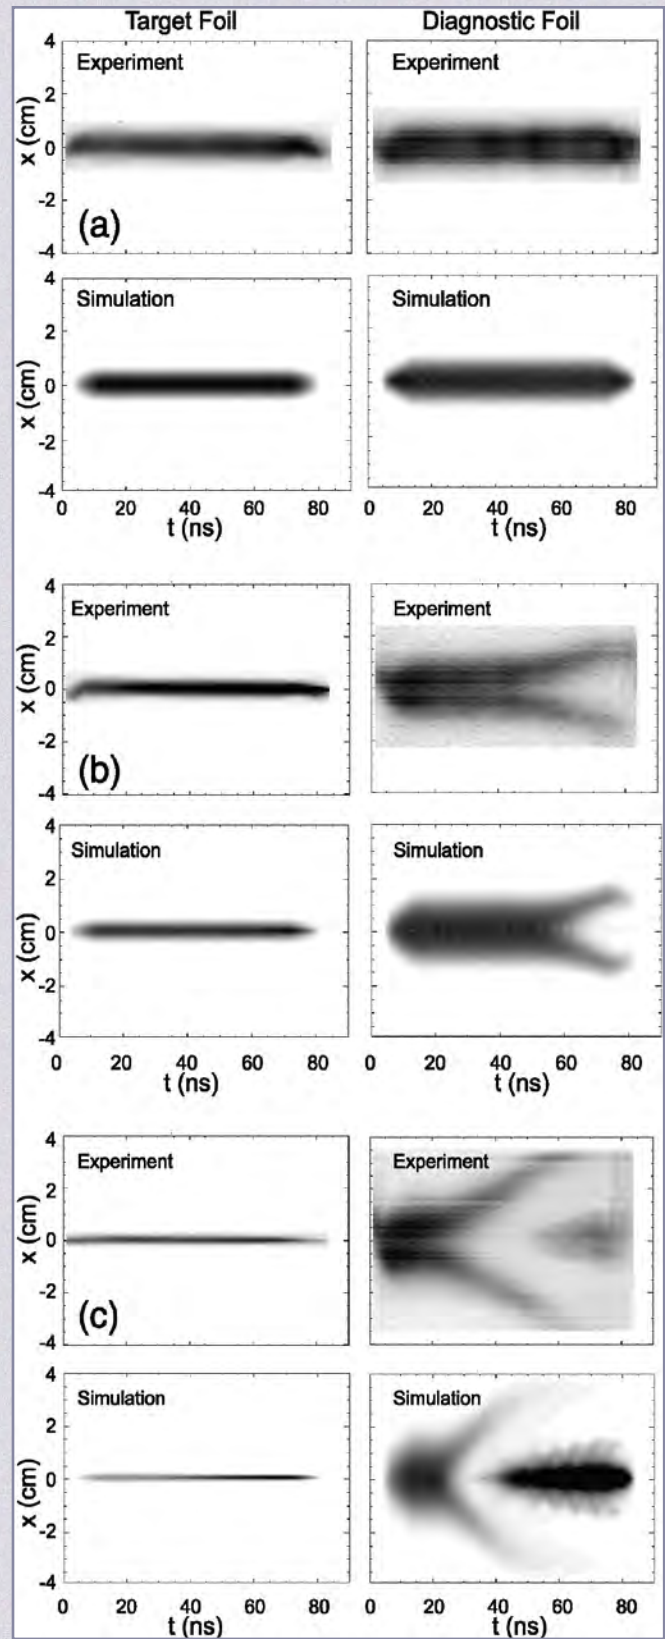 Target Foil Diagnostic Foil
Experiment Experiment
4
2
x (cm)
0
-2
(a)
-4
Simulation Simulation
4
2
x (cm)
0
-2
-4
0 20 40 60 80 0 20 40 60 80
t (ns) t (ns)
Experiment Experiment
4
2
x (cm)
0
-2
(b)
-4
Simulation Simulation
4
2
x (cm)
0
-2
-4
0 20 40 60 80 0 20 40 60 80
t (ns) t (ns)
Experiment Experiment
4
2
x (cm)
0
-2
(c)
-4
Simulation Simulation
4
2
x (cm)
0
-2
-4
0 20 40 60 80 0 20 40 60 80
t (ns) t (ns)